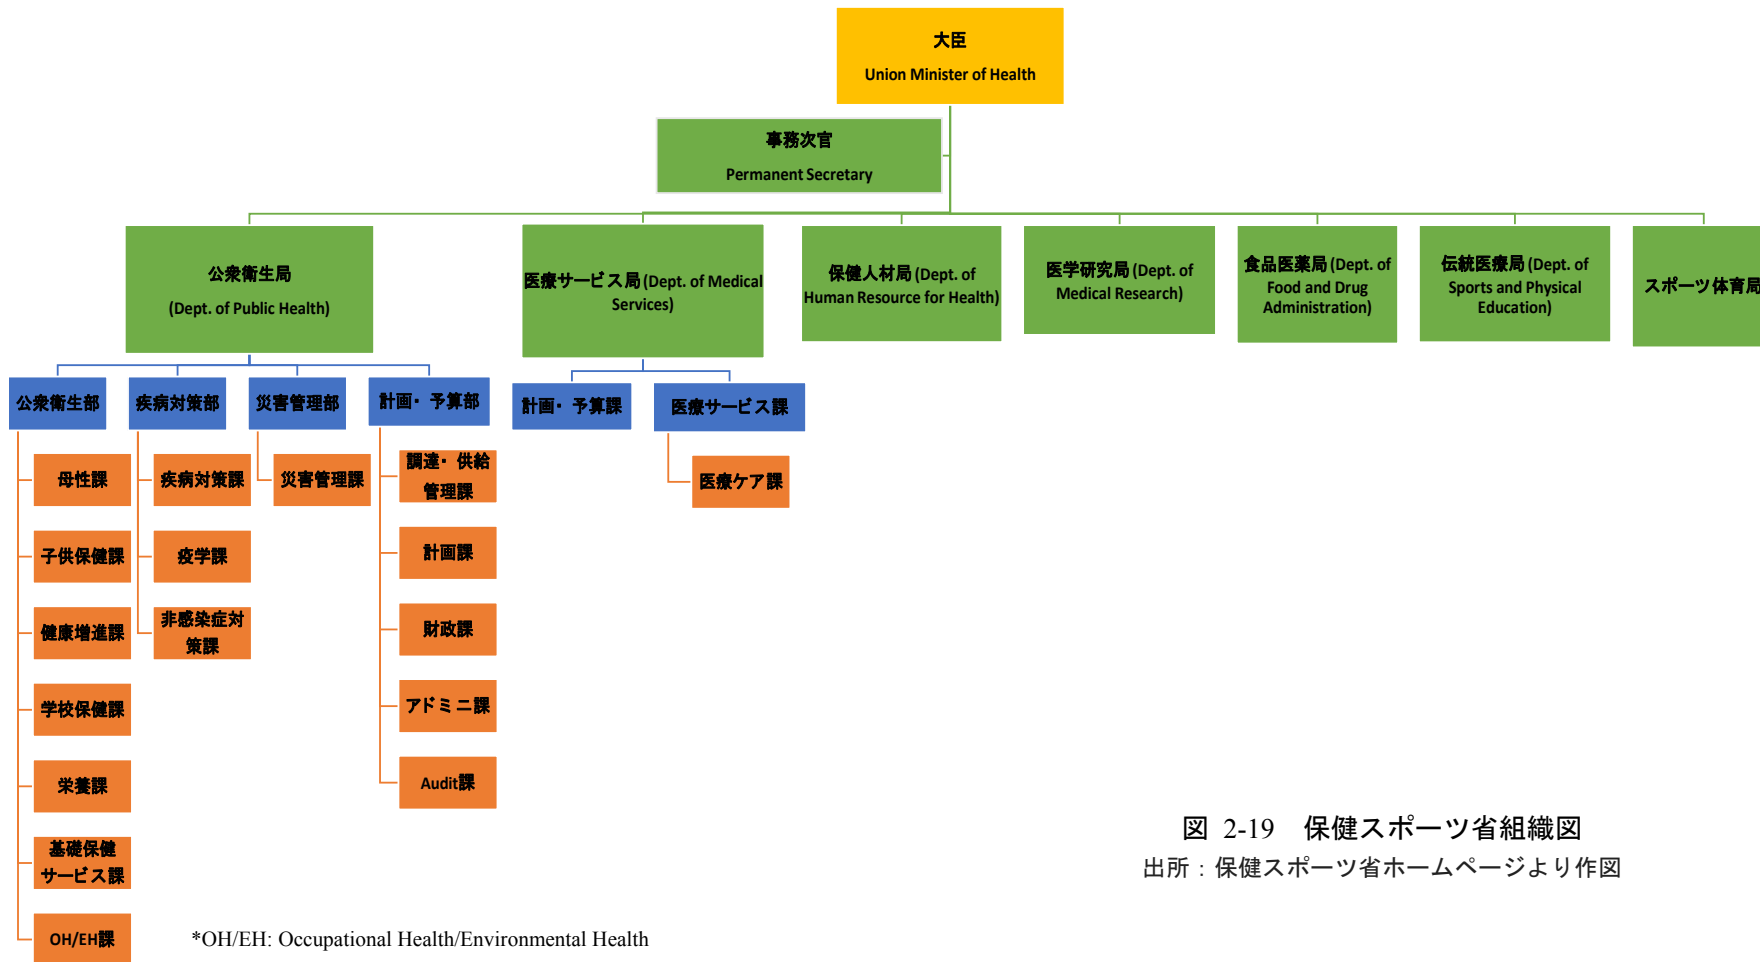 大臣
Union Minister of Health
事務次官
Permanent Secretary
公衆衛生局
(Dept. of Public Health)
医療サービス局(Dept. of Medical
Services)
保健人材局(Dept. of
Human Resource for Health)
医学研究局(Dept. of
Medical Research)
食品医薬局(Dept. of
Food and Drug
Administration)
伝統医療局(Dept. of
Sports and Physical
Education)
スポーツ体育局
公衆衛生部
疾病対策部
災害管理部
計画・予算部
計画・予算課
医療サービス課
母性課
子供保健課
健康増進課
学校保健課
栄養課
基礎保健
サービス課
OH/EH課
疾病対策課
疫学課
非感染症対
策課
災害管理課
調達・供給
管理課
計画課
財政課
アドミニ課
Audit課
医療ケア課
*OH/EH: Occupational Health/Environmental Health
図 2-19 保健スポーツ省組織図
出所：保健スポーツ省ホームページより作図